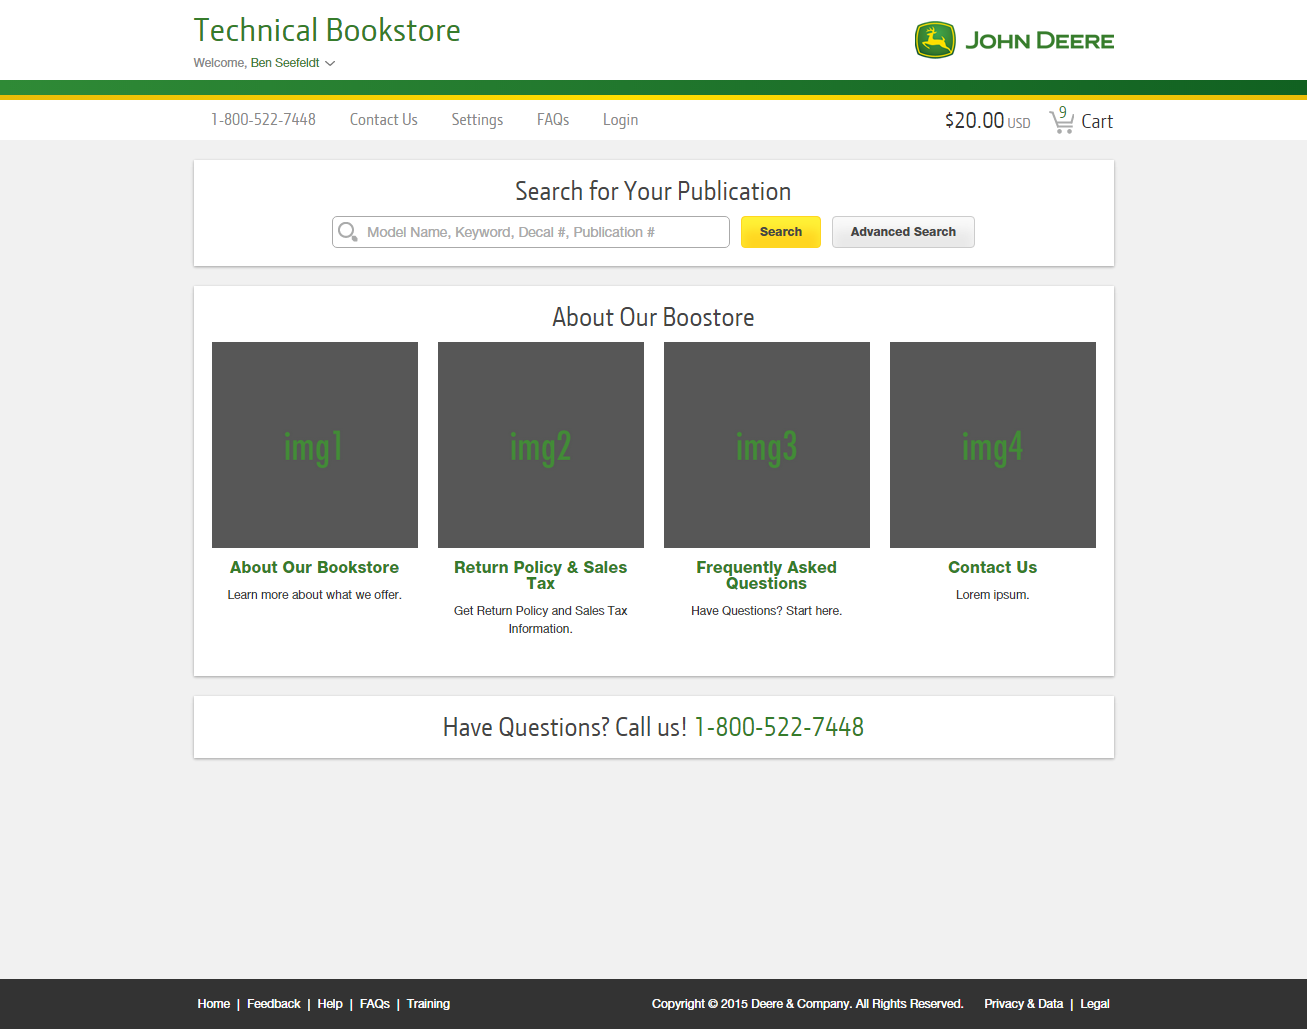 Technical Bookstore
Welcome, Ben Seefeldt
JOHN DEERE
1-800-522-7448 Contact Us Settings FAQs Login $20.00 USD 9 Cart
Search for Your Publication
Model Name, Keyword, Decal #, Publication # Search Advanced Search
About Our Boostore
img1 img2 img3 img4
About Our Bookstore
Learn more about what we offer.
Return Policy & Sales
Tax
Get Return Policy and Sales Tax
Information.
Frequently Asked
Questions
Have Questions? Start here.
Contact Us
Lorem ipsum.
Have Questions? Call us! 1-800-522-7448
Home | Feedback | Help | FAQs | Training Copyright © 2015 Deere & Company. All Rights Reserved. Privacy & Data | Legal